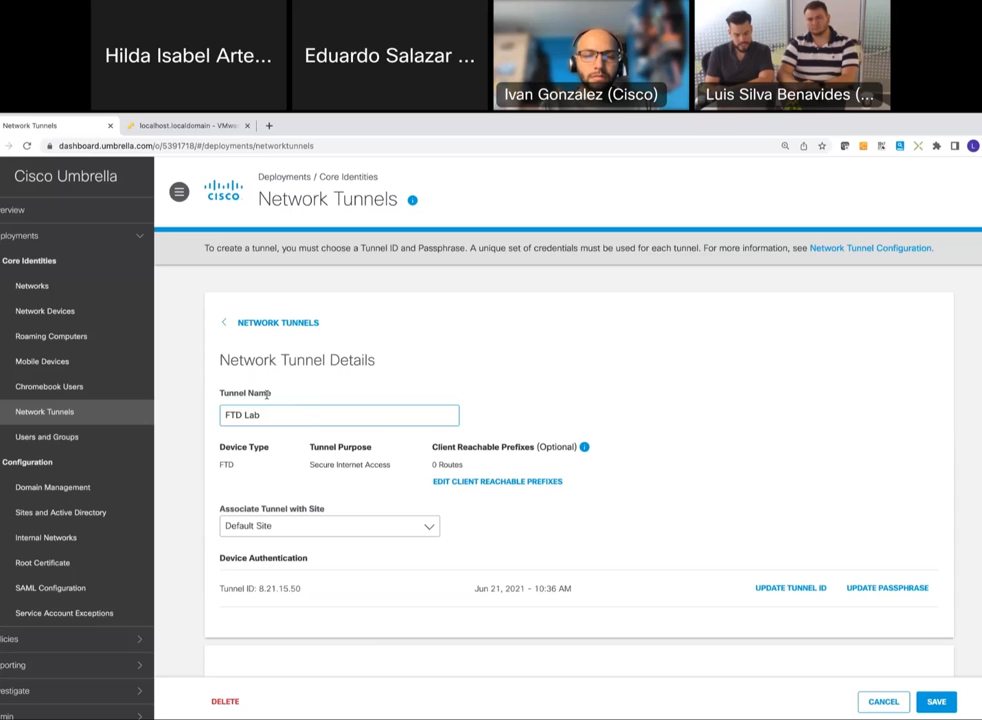 Hilda Isabel Arte...
Eduardo Salazar ...
Ivan Gonzalez (Cisco)
Luis Silva Benavides (...
Network Tunnels
localhost.localdomain - VMwa
dashboard.umbrella.com/o/5391718/#/deployments/networktunnels
L
Cisco Umbrella
erview
ployments
Core Identities
Networks
Network Devices
Roaming Computers
Mobile Devices
Chromebook Users
Network Tunnels
Users and Groups
Configuration
Domain Management
Sites and Active Directory
Internal Networks
Root Certificate
SAML Configuration
Service Account Exceptions
licies
porting
estigate
min
CISCO
Deployments / Core Identities
Network Tunnels
To create a tunnel, you must choose a Tunnel ID and Passphrase. A unique set of credentials must be used for each tunnel. For more information, see Network Tunnel Configuration.
NETWORK TUNNELS
Network Tunnel Details
Tunnel Name
FTD Lab
Device Type Tunnel Purpose Client Reachable Prefixes (Optional)
FTD Secure Internet Access 0 Routes
EDIT CLIENT REACHABLE PREFIXES
Associate Tunnel with Site
Default Site
Device Authentication
Tunnel ID: 8.21.15.50 Jun 21, 2021 - 10:36 AM UPDATE TUNNEL ID UPDATE PASSPHRASE
DELETE CANCEL SAVE